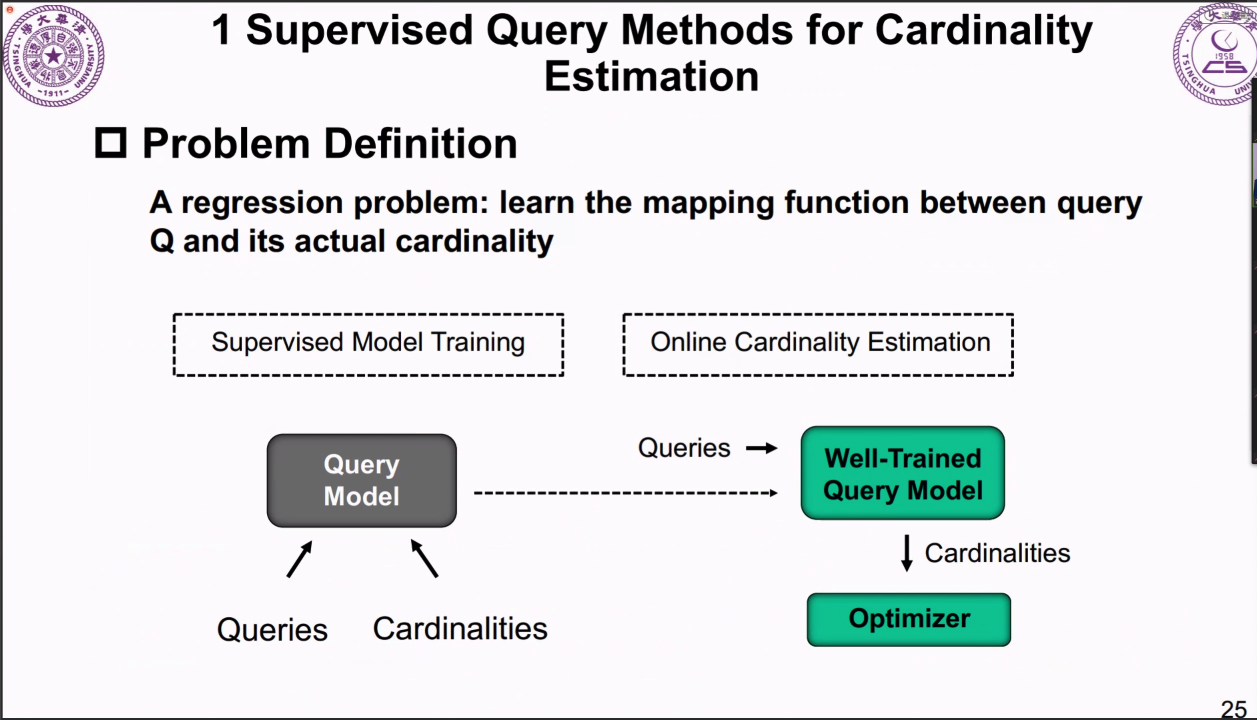 1 Supervised Query Methods for Cardinality
Estimation
Problem Definition
A regression problem: learn the mapping function between query
Q and its actual cardinality
Supervised Model Training
Online Cardinality Estimation
Queries
Query
Model
Well-Trained
Query Model
Cardinalities
Queries
Cardinalities
Optimizer
25
TSINGHUA UNIVERSITY
-1911-
1958
CS
TSINGHUA UNI